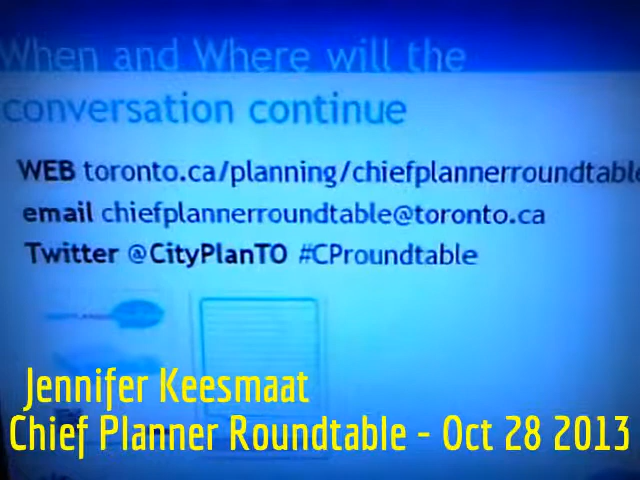 When and Where will the
conversation continue
WEB toronto.ca/planning/chiefplannerroundtable
email chiefplannerroundtable@toronto.ca
Twitter @CityPlanTO #CProundtable
Jennifer Keesmaat
Chief Planner Roundtable - Oct 28 2013